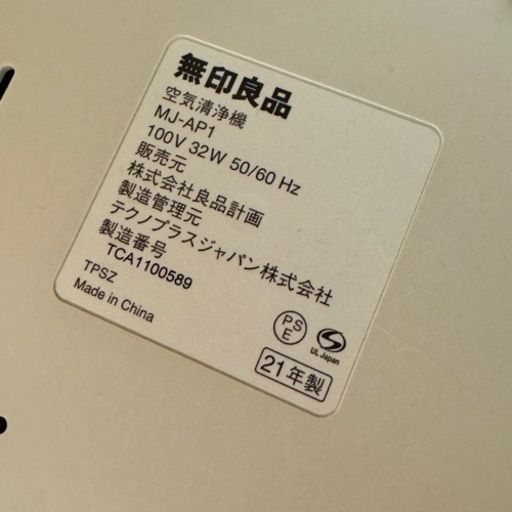 無印良品
空気清浄機
MJ-AP1
100V 32W 50/60 Hz
販売元
株式会社良品計画
製造管理元
テクノプラスジャパン株式会社
製造番号
TCA1100589
TPSZ
Made in China
PSE
S
UL Japan
21年製